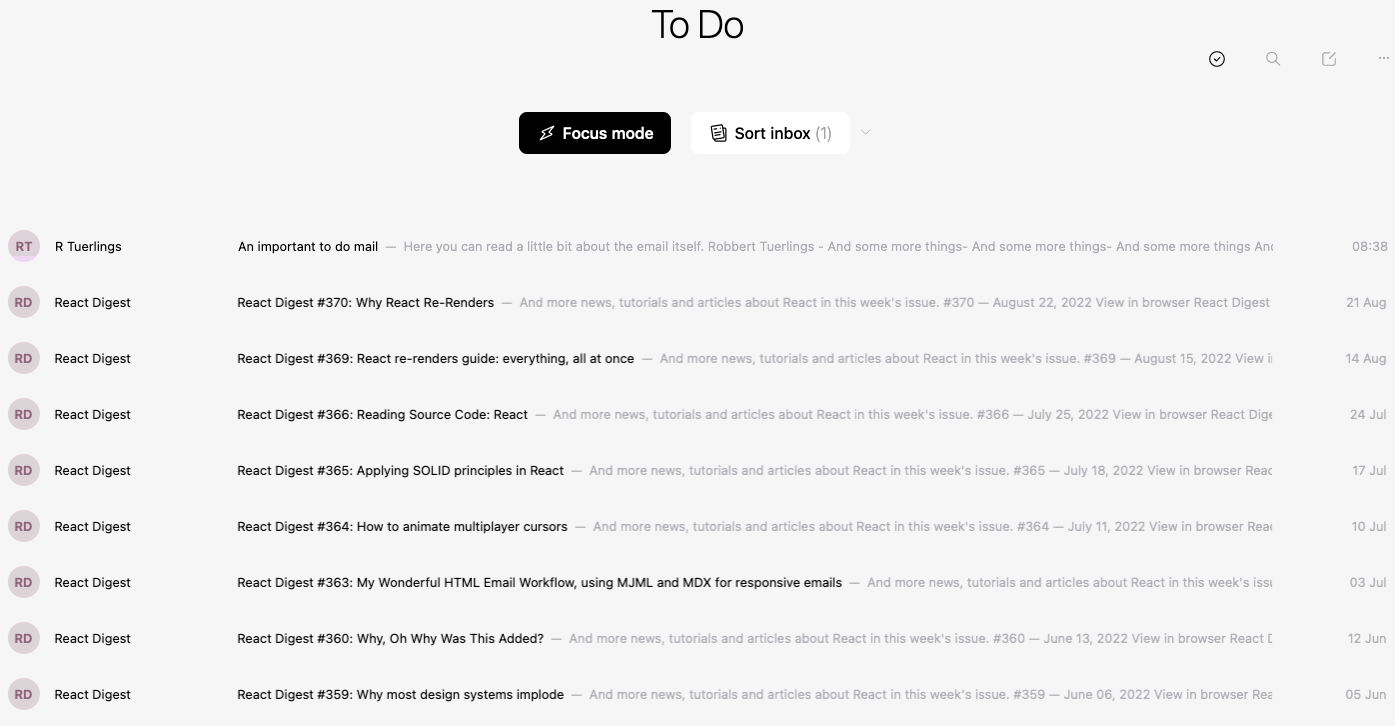 To Do
Focus mode
Sort inbox (1)
RT R Tuerlings An important to do mail — Here you can read a little bit about the email itself. Robbert Tuerlings - And some more things- And some more things- And some more things And 08:38
RD React Digest React Digest #370: Why React Re-Renders — And more news, tutorials and articles about React in this week's issue. #370 — August 22, 2022 View in browser React Digest 21 Aug
RD React Digest React Digest #369: React re-renders guide: everything, all at once — And more news, tutorials and articles about React in this week's issue. #369 — August 15, 2022 View i 14 Aug
RD React Digest React Digest #366: Reading Source Code: React — And more news, tutorials and articles about React in this week's issue. #366 — July 25, 2022 View in browser React Dige 24 Jul
RD React Digest React Digest #365: Applying SOLID principles in React — And more news, tutorials and articles about React in this week's issue. #365 — July 18, 2022 View in browser Reac 17 Jul
RD React Digest React Digest #364: How to animate multiplayer cursors — And more news, tutorials and articles about React in this week's issue. #364 — July 11, 2022 View in browser Reac 10 Jul
RD React Digest React Digest #363: My Wonderful HTML Email Workflow, using MJML and MDX for responsive emails — And more news, tutorials and articles about React in this week's issu 03 Jul
RD React Digest React Digest #360: Why, Oh Why Was This Added? — And more news, tutorials and articles about React in this week's issue. #360 — June 13, 2022 View in browser React D 12 Jun
RD React Digest React Digest #359: Why most design systems implode — And more news, tutorials and articles about React in this week's issue. #359 — June 06, 2022 View in browser Rea 05 Jun